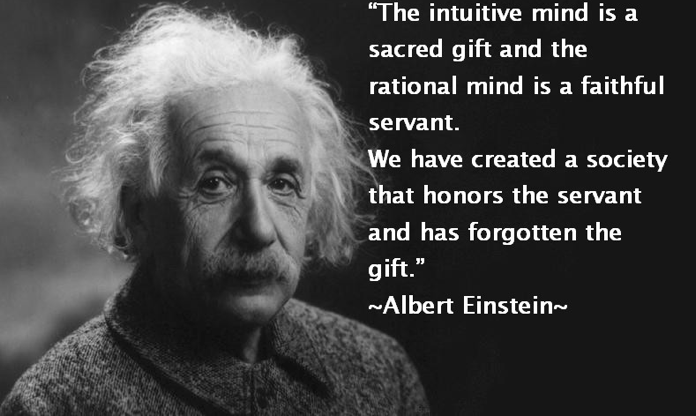 “The intuitive mind is a
sacred gift and the
rational mind is a faithful
servant.
We have created a society
that honors the servant
and has forgotten the
gift.”
~Albert Einstein~